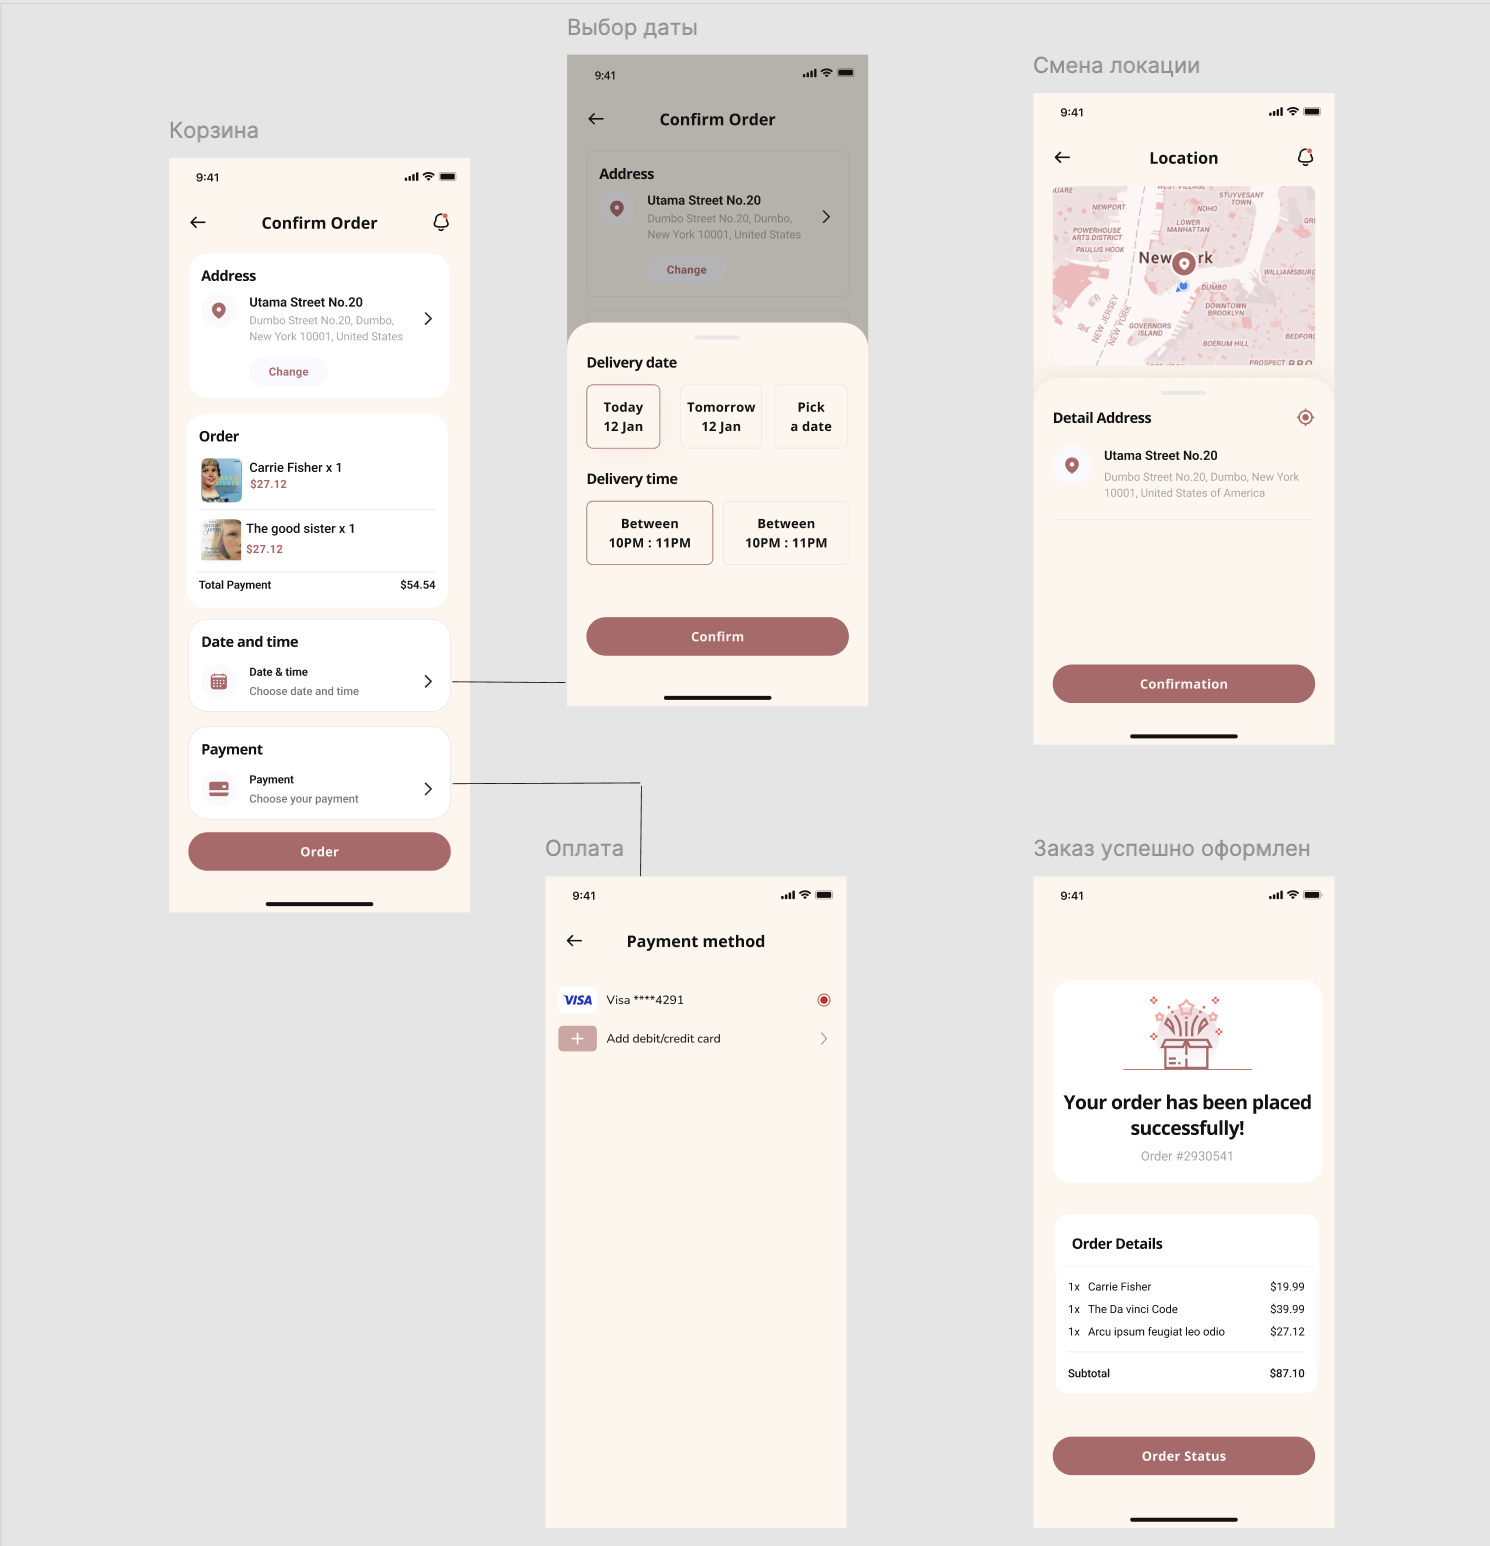 Корзина
9:41
Confirm Order
Address
Utama Street No.20
Dumbo Street No.20, Dumbo,
New York 10001, United States
Change
Order
Carrie Fisher x 1
$27.12
The good sister x 1
$27.12
Total Payment $54.54
Date and time
Date & time
Choose date and time
Payment
Payment
Choose your payment
Order
Выбор даты
9:41
Confirm Order
Address
Utama Street No.20
Dumbo Street No.20, Dumbo,
New York 10001, United States
Change
Delivery date
Today
12 Jan
Tomorrow
12 Jan
Pick
a date
Delivery time
Between
10PM : 11PM
Between
10PM : 11PM
Confirm
Смена локации
9:41
Location
UARE
WEST VILLAGE
STUYVESANT
TOWN
NEWPORT
NOHO
GR
LOWER
MANHATTAN
POWERHOUSE
ARTS DISTRICT
PAULUS HOOK
New rk
WILLIAMSBURG
DUMBO
DOWNTOWN
BROOKLYN
NEW JERSEY
NEW YORK
GOVERNORS
ISLAND
BEDFORD
BOERUM HILL
PROSPECT
BRO
Detail Address
Utama Street No.20
Dumbo Street No.20, Dumbo, New York
10001, United States of America
Confirmation
Оплата
9:41
Payment method
VISA Visa ****4291
Add debit/credit card
Заказ успешно оформлен
9:41
Your order has been placed
successfully!
Order #2930541
Order Details
1x Carrie Fisher $19.99
1x The Da vinci Code $39.99
1x Arcu ipsum feugiat leo odio $27.12
Subtotal $87.10
Order Status